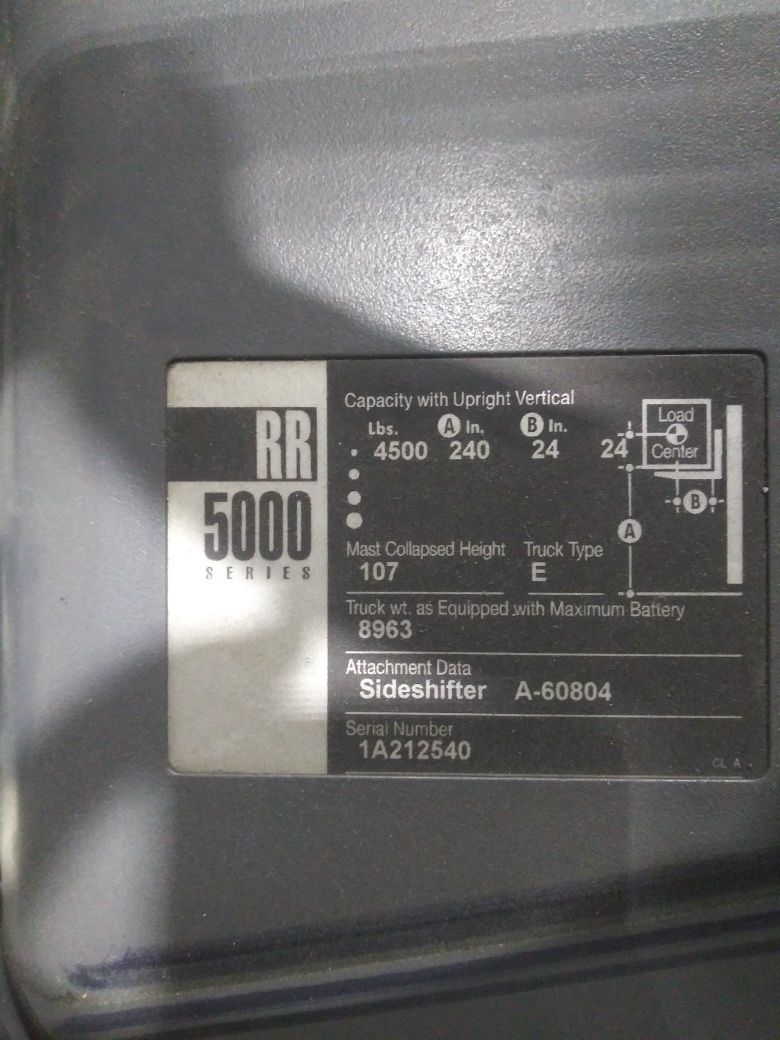 RR
5000
SERIES
Capacity with Upright Vertical
Lbs. A In. B In.
4500 240 24 24
Load
Center
B
A
Mast Collapsed Height Truck Type
107 E
Truck wt. as Equipped with Maximum Battery
8963
Attachment Data
Sideshifter A-60804
Serial Number
1A212540
CL A